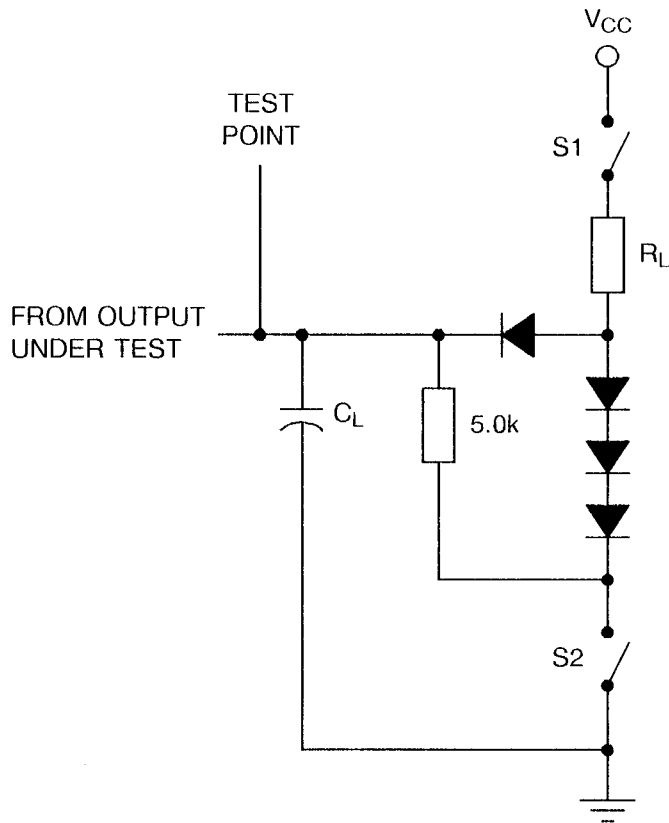 VCC
TEST
POINT
S1
RL
FROM OUTPUT
UNDER TEST
CL
5.0k
S2